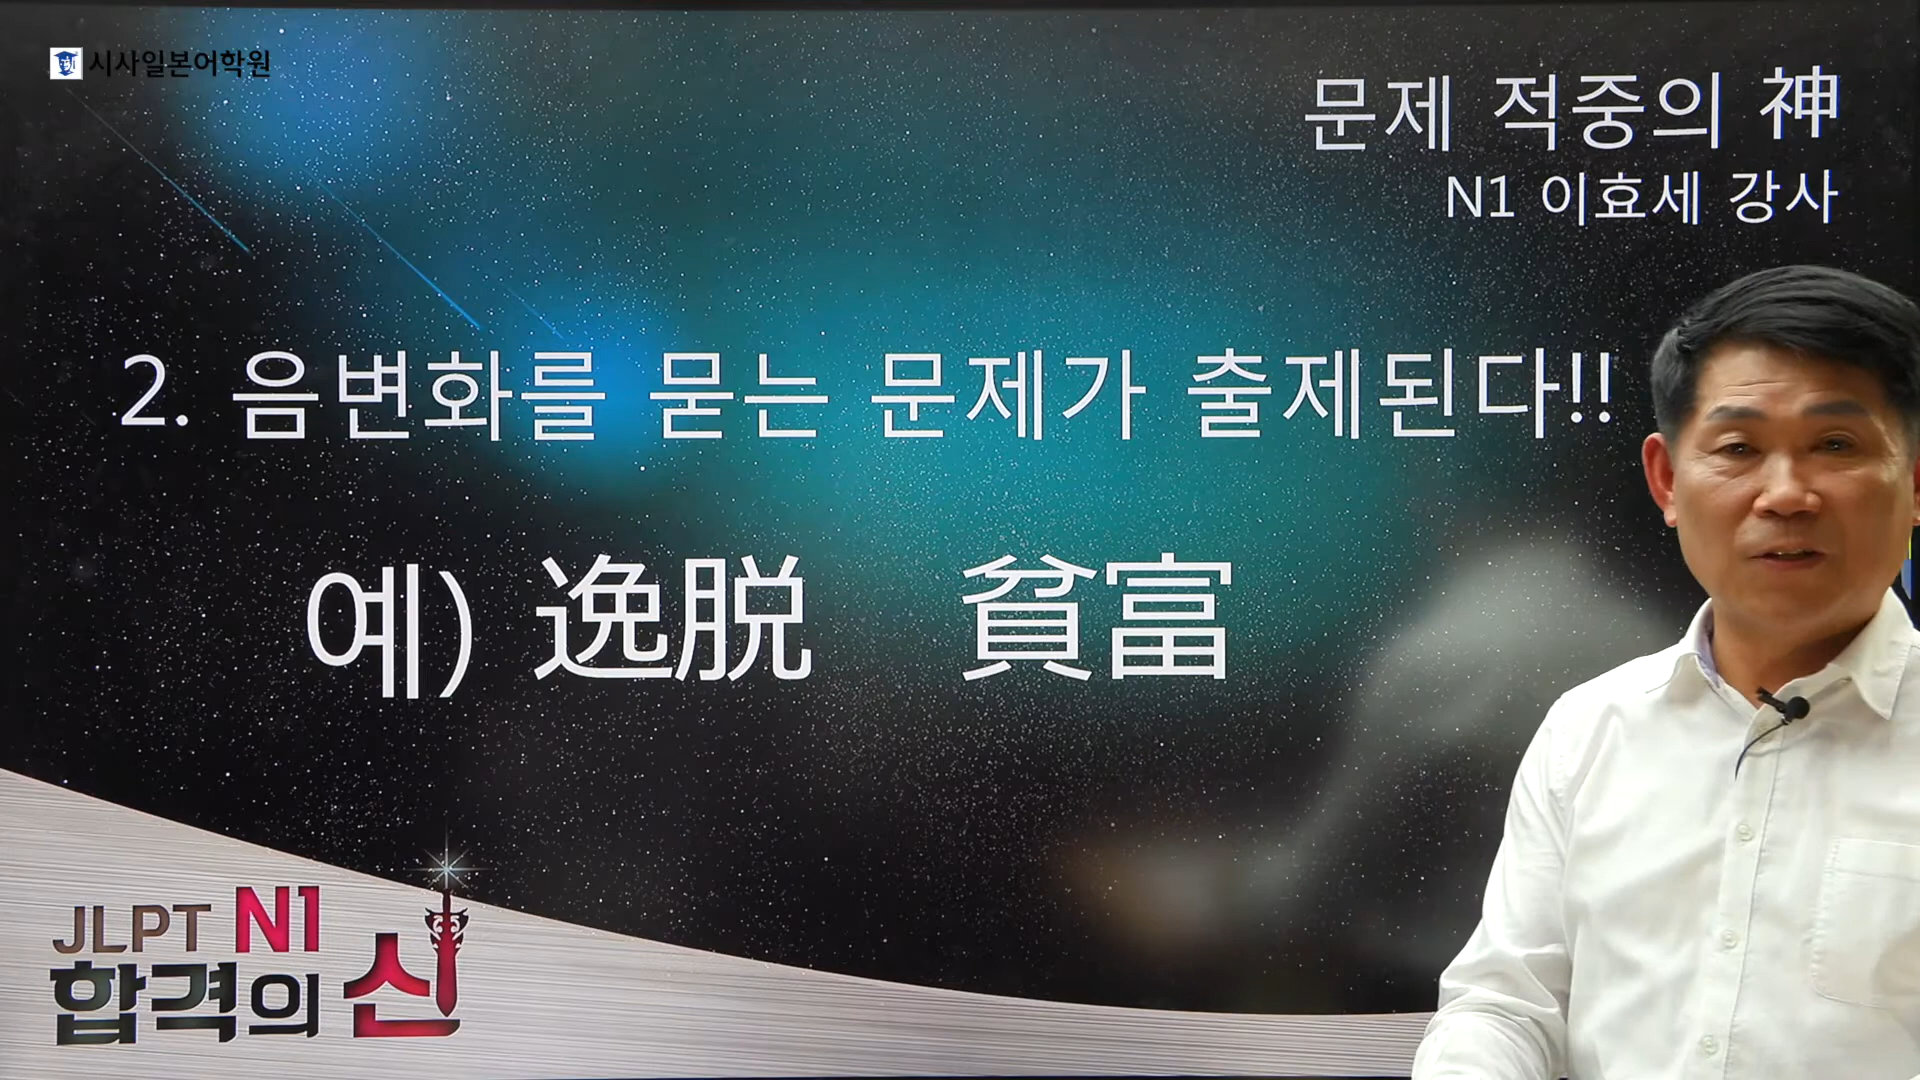 시사일본어학원
문제 적중의 神
N1 이효세 강사
2. 음변화를 묻는 문제가 출제된다!!
예) 逸脱 貧富
JLPT N1
합격의 신